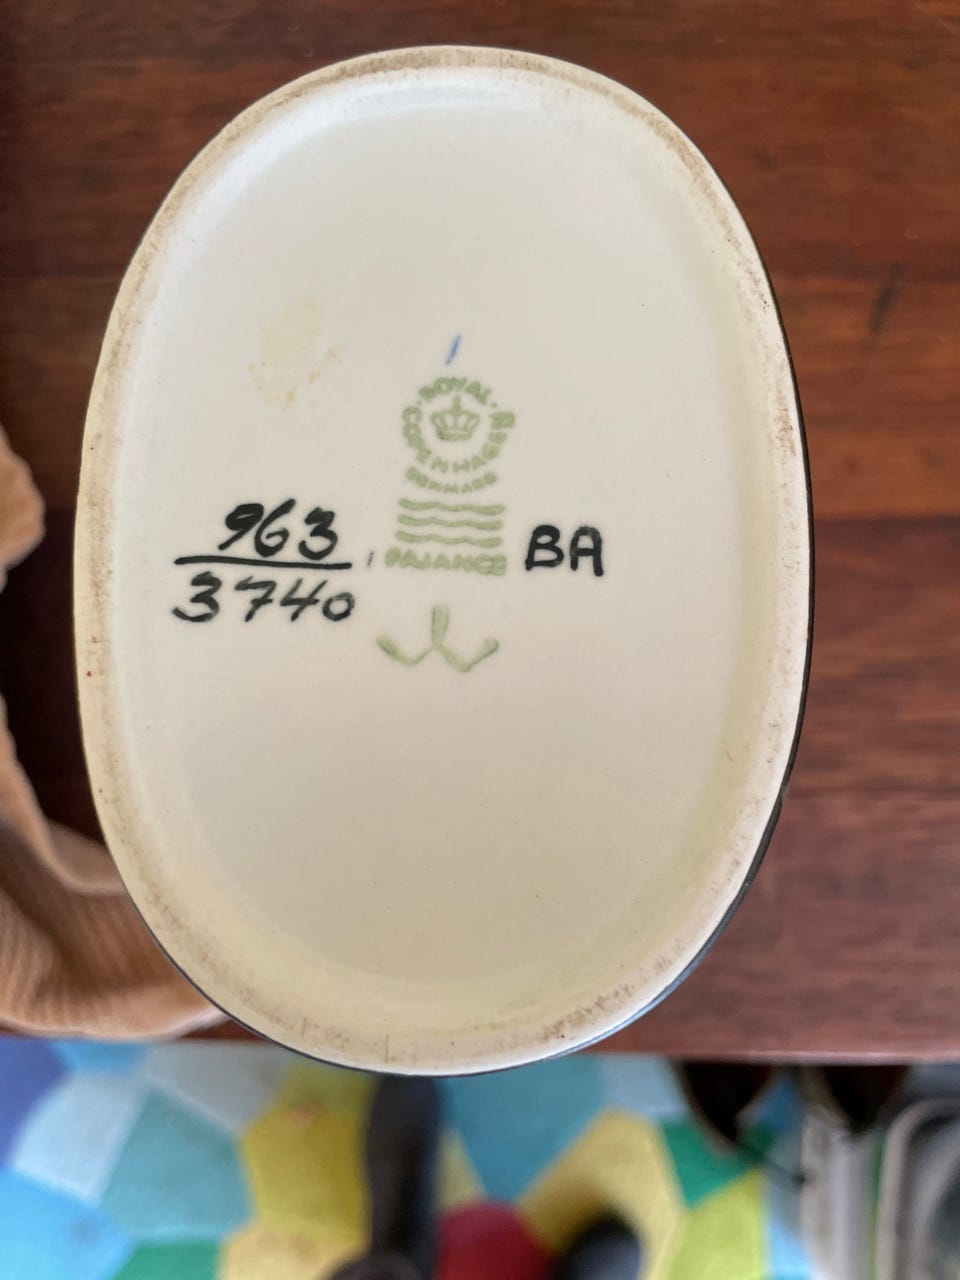 ROYAL COPENHAGEN
DENMARK
FAJANCE
963
3740
BA